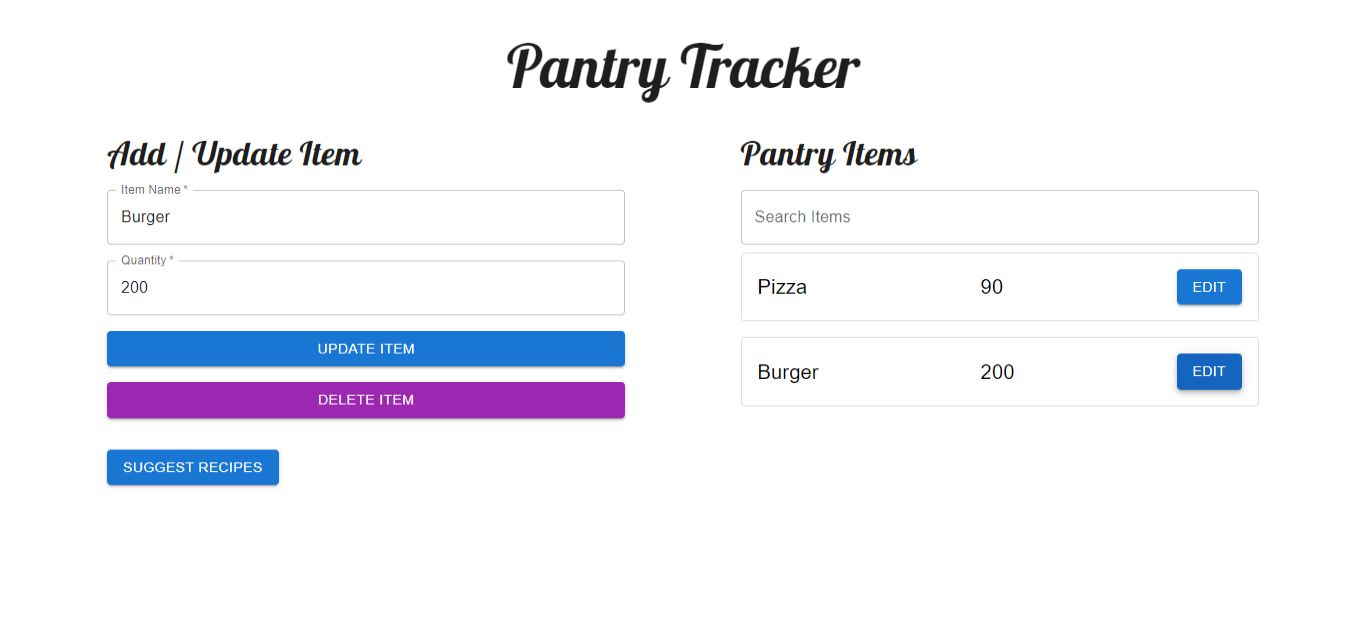 Pantry Tracker
Add / Update Item
Item Name *
Burger
Quantity *
200
UPDATE ITEM
DELETE ITEM
SUGGEST RECIPES
Pantry Items
Search Items
Pizza 90 EDIT
Burger 200 EDIT